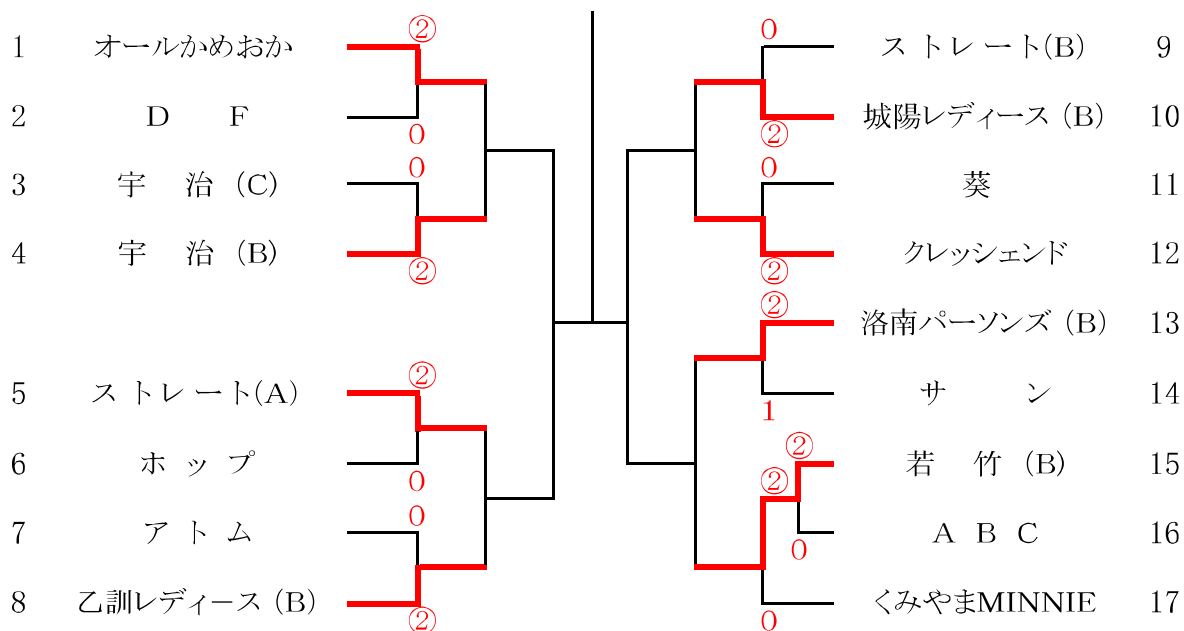 ②
1 オールかめおか
2 D F
0
0
3 宇 治 (C)
4 宇 治 (B)
②
②
5 ストレート(A)
6 ホップ
0
0
7 アトム
8 乙訓レディース (B)
②
0
ストレート(B) 9
城陽レディース (B) 10
②
0
葵 11
クレッシェンド 12
②
②
洛南パーソンズ (B) 13
サン 14
1
②
若 竹 (B) 15
②
A B C 16
0
くみやまMINNIE 17
0